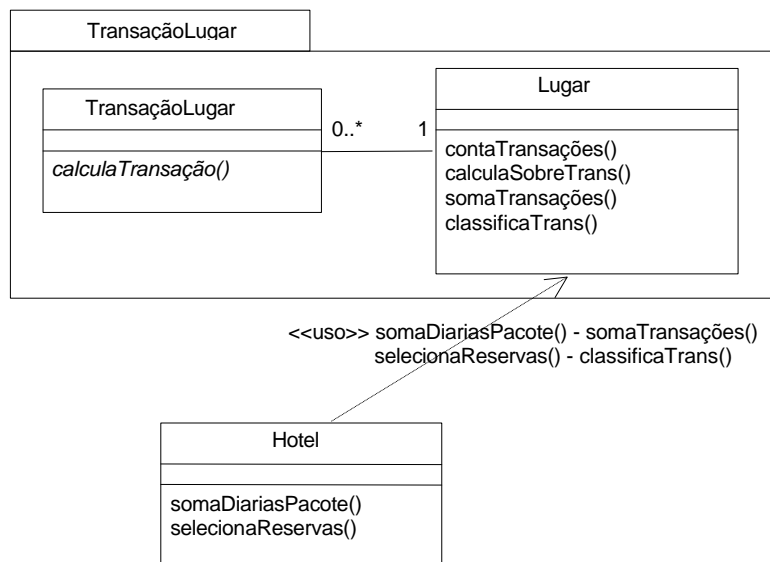 TransaçãoLugar
TransaçãoLugar
calculaTransação()
0..*
1
Lugar
contaTransações()
calculaSobreTrans()
somaTransações()
classificaTrans()
<<uso>> somaDiariasPacote() - somaTransações()
selecionaReservas() - classificaTrans()
Hotel
somaDiariasPacote()
selecionaReservas()